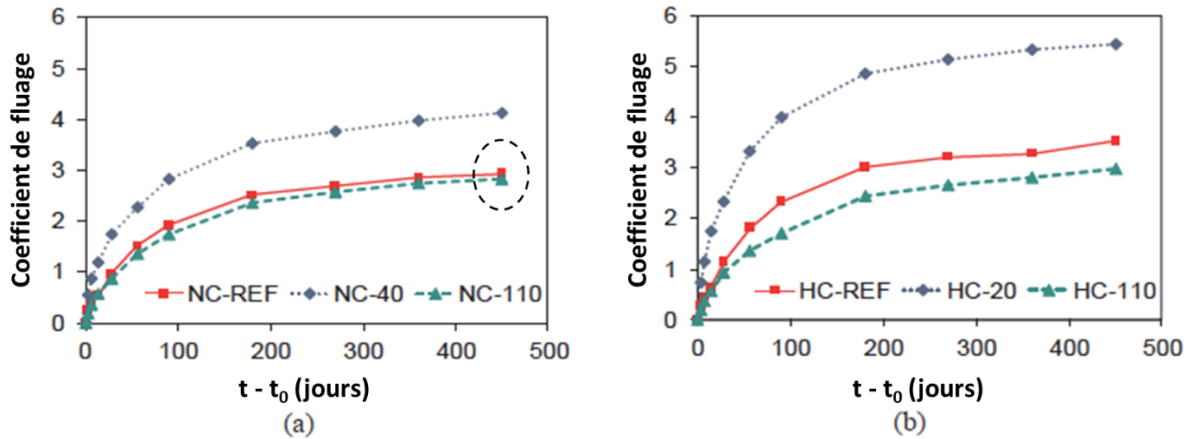 6
5
4
3
2
1
0
Coefficient de fluage
NC-REF NC-40 NC-110
0 100 200 300 400 500
t - t₀ (jours)
(a)
6
5
4
3
2
1
0
Coefficient de fluage
HC-REF HC-20 HC-110
0 100 200 300 400 500
t - t₀ (jours)
(b)